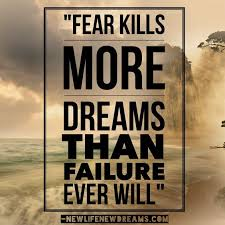 "FEAR KILLS
MORE
DREAMS
THAN
FAILURE
EVER WILL"
~NEWLIFENEWDREAMS.COM